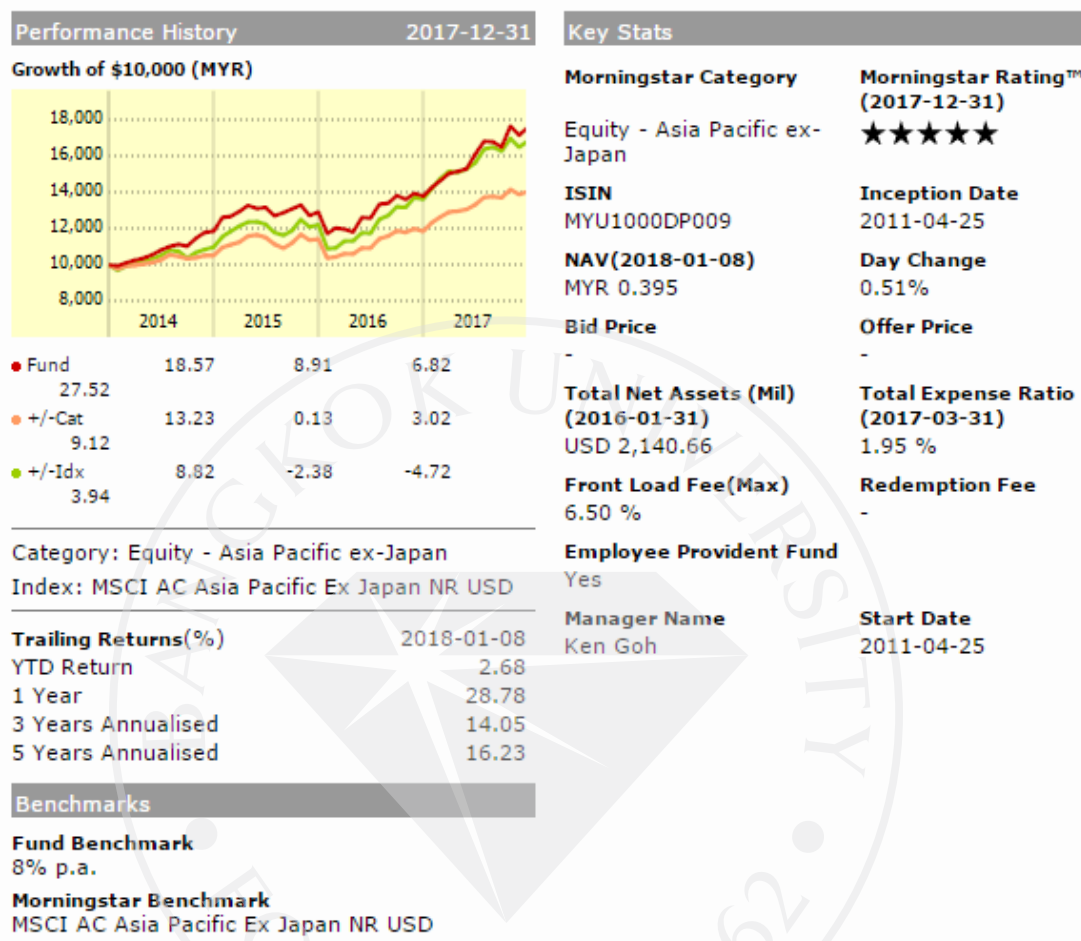 Performance History 2017-12-31
Growth of $10,000 (MYR)
18,000
16,000
14,000
12,000
10,000
8,000
2014 2015 2016 2017
Fund 18.57 8.91 6.82
27.52
+/-Cat 13.23 0.13 3.02
9.12
+/-Idx 8.82 -2.38 -4.72
3.94
Category: Equity - Asia Pacific ex-Japan
Index: MSCI AC Asia Pacific Ex Japan NR USD
Trailing Returns(%) 2018-01-08
YTD Return 2.68
1 Year 28.78
3 Years Annualised 14.05
5 Years Annualised 16.23
Benchmarks
Fund Benchmark
8% p.a.
Morningstar Benchmark
MSCI AC Asia Pacific Ex Japan NR USD
Key Stats
Morningstar Category Morningstar Rating™
(2017-12-31)
Equity - Asia Pacific ex-
Japan
★★★★★
ISIN Inception Date
MYU1000DP009 2011-04-25
NAV(2018-01-08) Day Change
MYR 0.395 0.51%
Bid Price Offer Price
- -
Total Net Assets (Mil) Total Expense Ratio
(2016-01-31) (2017-03-31)
USD 2,140.66 1.95 %
Front Load Fee(Max) Redemption Fee
6.50 % -
Employee Provident Fund
Yes
Manager Name Start Date
Ken Goh 2011-04-25
BANGKOK UNIVERSITY
62